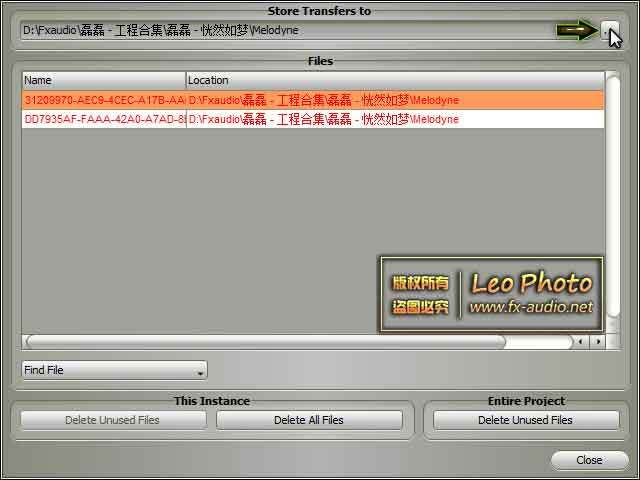 Store Transfers to
D:\Fxaudio\磊磊 - 工程合集\磊磊 - 恍然如梦\Melodyne
Files
Name Location
31209970-AEC9-4CEC-A17B-AA D:\Fxaudio\磊磊 - 工程合集\磊磊 - 恍然如梦\Melodyne
DD7935AF-FAAA-42A0-A7AD-8 D:\Fxaudio\磊磊 - 工程合集\磊磊 - 恍然如梦\Melodyne
版权所有 Leo Photo
盗图必究 www.fx-audio.net
Find File
This Instance Entire Project
Delete Unused Files Delete All Files Delete Unused Files
Close